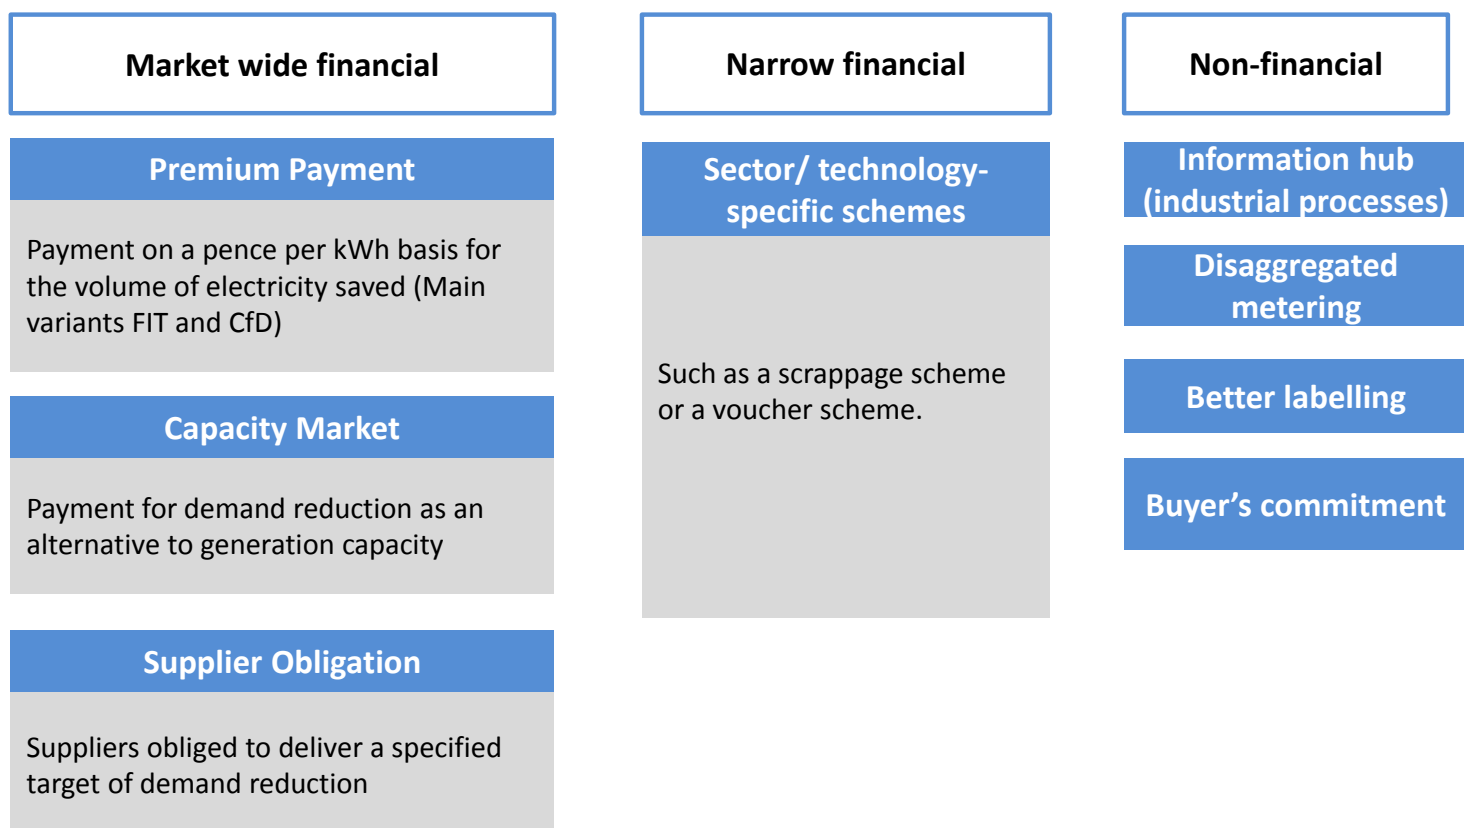 Market wide financial
Premium Payment
Payment on a pence per kWh basis for
the volume of electricity saved (Main
variants FIT and CfD)
Capacity Market
Payment for demand reduction as an
alternative to generation capacity
Supplier Obligation
Suppliers obliged to deliver a specified
target of demand reduction
Narrow financial
Sector/ technology-
specific schemes
Such as a scrappage scheme
or a voucher scheme.
Non-financial
Information hub
(industrial processes)
Disaggregated
metering
Better labelling
Buyer’s commitment